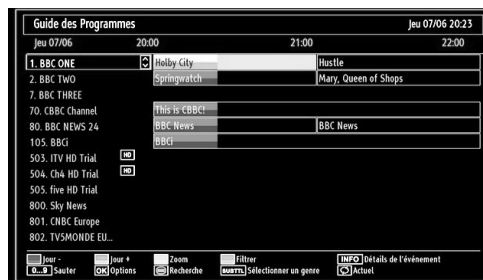 Guide des Programmes Jeu 07/06 20:23
Jeu 07/06 20:00 21:00 22:00
1. BBC ONE Holby City Hustle
2. BBC TWO Springwatch Mary, Queen of Shops
7. BBC THREE
70. CBBC Channel This is CBBC!
80. BBC NEWS 24 BBC News BBC News
105. BBCi BBCi
503. ITV HD Trial HD
504. Ch4 HD Trial HD
505. five HD Trial
800. Sky News
801. CNBC Europe
802. TV5MONDE EU...
Jour - Jour + Zoom Filtrer INFO Détails de l'événement
0...9 Sauter OK Options Recherche SUBTTL Sélectionner un genre Actuel